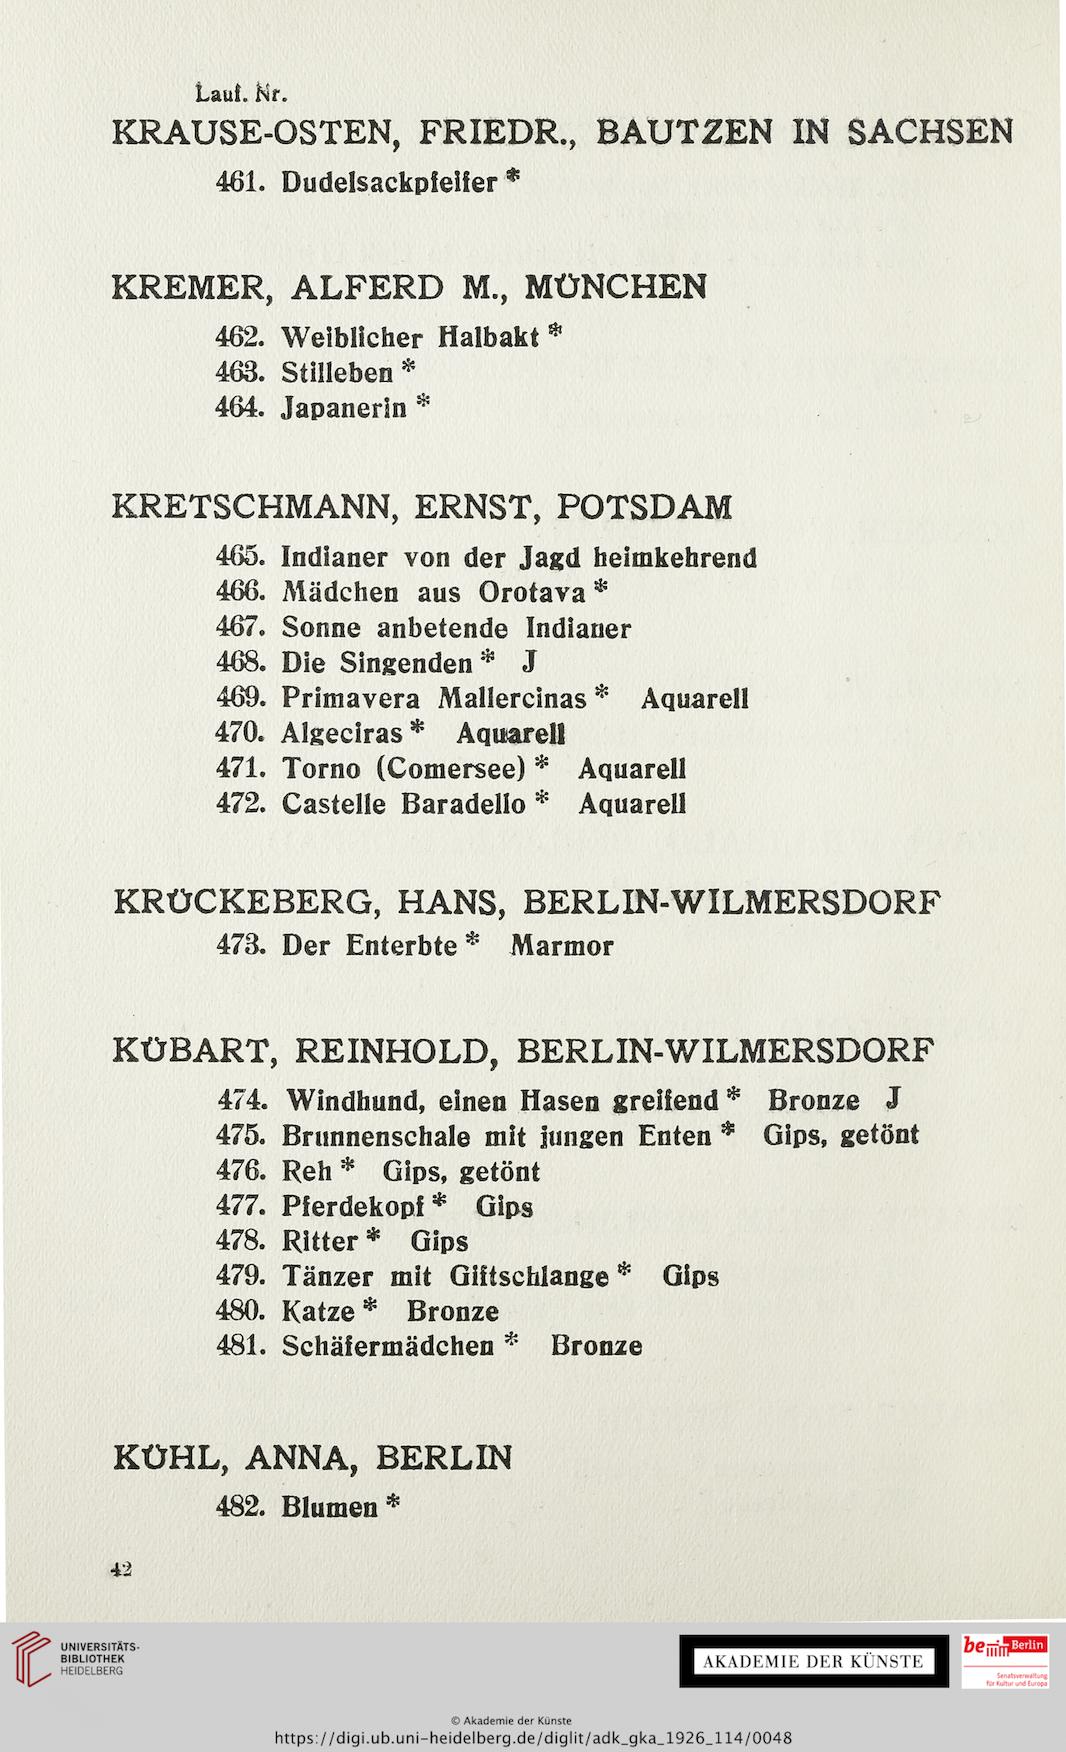 Lauf. Nr.
KRAUSE-OSTEN, FRIEDR., BAUTZEN IN SACHSEN
461. Dudelsackpfeifer *
KREMER, ALFERD M., MÜNCHEN
462. Weiblicher Halbakt *
463. Stilleben *
464. Japanerin *
KRETSCHMANN, ERNST, POTSDAM
465. Indianer von der Jagd heimkehrend
466. Mädchen aus Orotava *
467. Sonne anbetende Indianer
468. Die Singenden * J
469. Primavera Mallercinas * Aquarell
470. Algeciras * Aquarell
471. Torno (Comersee) * Aquarell
472. Castelle Baradello * Aquarell
KRÜCKEBERG, HANS, BERLIN-WILMERSDORF
473. Der Enterbte * Marmor
KÜBART, REINHOLD, BERLIN-WILMERSDORF
474. Windhund, einen Hasen greifend * Bronze J
475. Brunnenschale mit jungen Enten * Gips, getönt
476. Reh * Gips, getönt
477. Pferdekopf * Gips
478. Ritter * Gips
479. Tänzer mit Giftschlange * Gips
480. Katze * Bronze
481. Schäfermädchen * Bronze
KÜHL, ANNA, BERLIN
482. Blumen *
42
UNIVERSITÄTS-
BIBLIOTHEK
HEIDELBERG
AKADEMIE DER KÜNSTE
be Berlin
Senatsverwaltung
für Kultur und Europa
© Akademie der Künste
https://digi.ub.uni-heidelberg.de/diglit/adk_gka_1926_114/0048